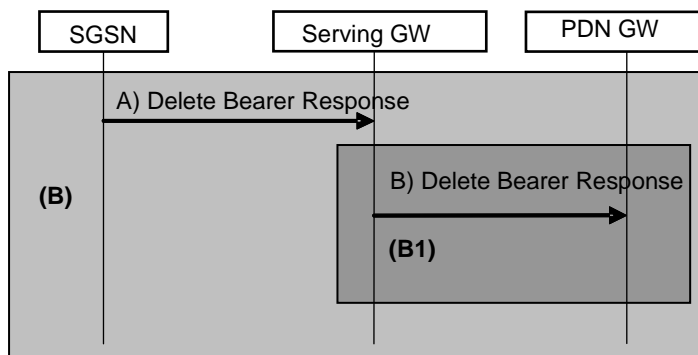 SGSN
Serving GW
PDN GW
A) Delete Bearer Response
(B)
B) Delete Bearer Response
(B1)